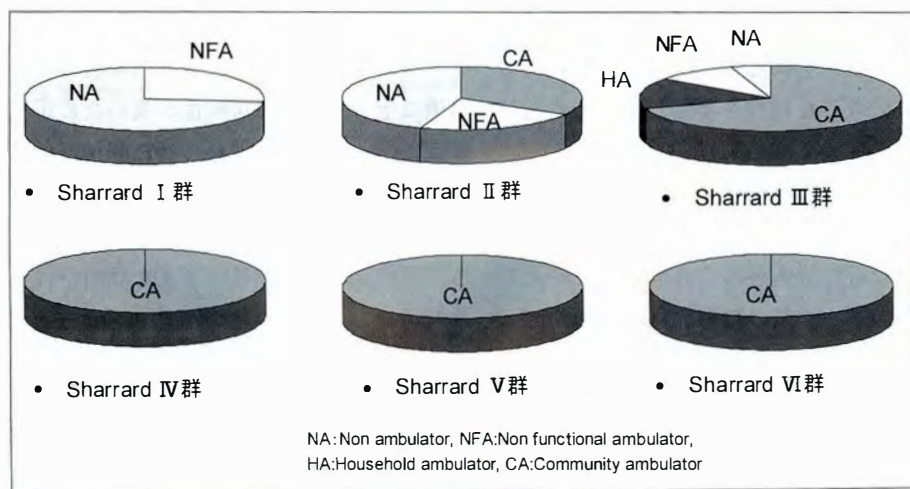 NFA
NA
CA
NA
NFA
NFA
NA
HA
CA
• Sharrard Ⅰ群
• Sharrard Ⅱ群
• Sharrard Ⅲ群
CA
CA
CA
• Sharrard Ⅳ群
• Sharrard Ⅴ群
• Sharrard Ⅵ群
NA:Non ambulator, NFA:Non functional ambulator,
HA:Household ambulator, CA:Community ambulator